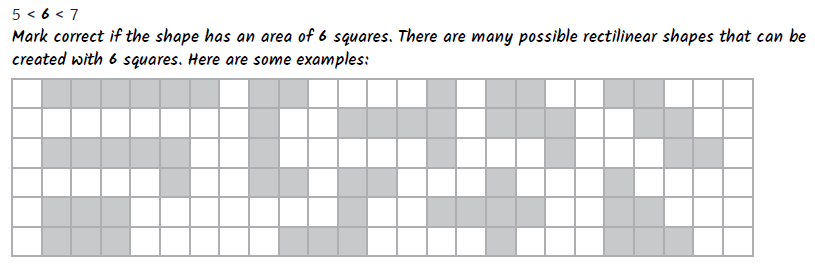 5 < 6 < 7
Mark correct if the shape has an area of 6 squares. There are many possible rectilinear shapes that can be
created with 6 squares. Here are some examples: